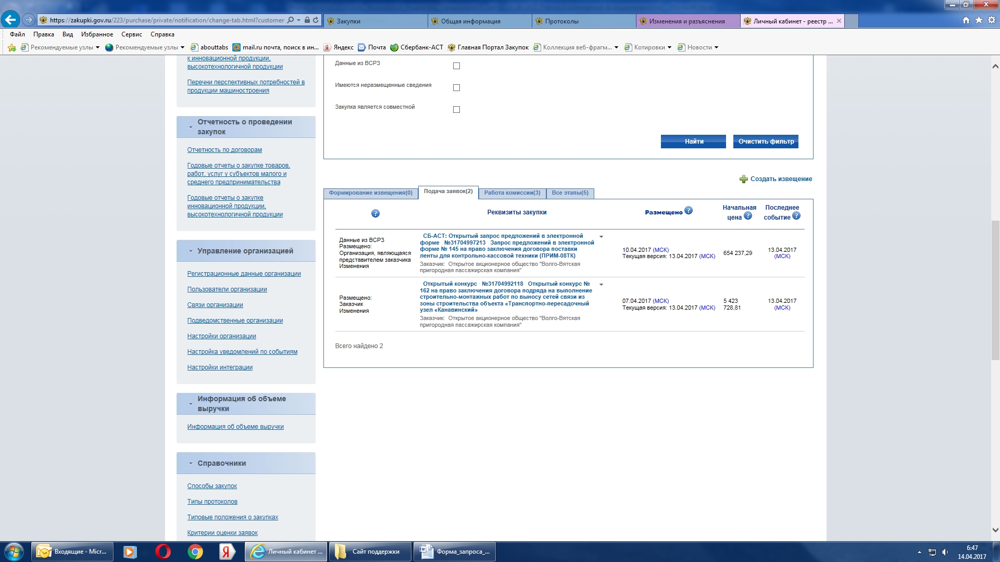 https://zakupki.gov.ru/223/purchase/private/notification/change-tab.html?customer
Закупки
Общая информация
Протоколы
Изменения и разъяснения
Личный кабинет - реестр ...
Файл Правка Вид Избранное Сервис Справка
Рекомендуемые узлы
Рекомендуемые узлы
abouttabs
mail.ru почта, поиск в ин...
Яндекс
Почта
Сбербанк-АСТ
Главная Портал Закупок
Коллекция веб-фрагм...
Котировки
Новости
к инновационной продукции,
высокотехнологичной продукции
Перечни перспективных потребностей в
продукции машиностроения
Отчетность о проведении
закупок
Отчетность по договорам
Годовые отчеты о закупке товаров,
работ, услуг у субъектов малого и
среднего предпринимательства
Годовые отчеты о закупке
инновационной продукции,
высокотехнологичной продукции
Управление организацией
Регистрационные данные организации
Пользователи организации
Связи организации
Подведомственные организации
Настройки организации
Настройка уведомлений по событиям
Настройки интеграции
Информация об объеме
выручки
Информация об объеме выручки
Справочники
Способы закупок
Типы протоколов
Типовые положения о закупках
Критерии оценки заявок
Данные из ВСРЗ
Имеются неразмещенные сведения
Закупка является совместной
Найти
Очистить фильтр
Создать извещение
Формирование извещения(0)
Подача заявок(2)
Работа комиссии(3)
Все этапы(5)
Реквизиты закупки
Размещено
Начальная
цена
Последнее
событие
Данные из ВСРЗ
Размещено:
Организация, являющаяся
представителем заказчика
Изменения
СБ-АСТ: Открытый запрос предложений в электронной
форме №31704997213 Запрос предложений в электронной
форме № 145 на право заключения договора поставки
ленты для контрольно-кассовой техники (ПРИМ-08ТК)
Заказчик: Открытое акционерное общество "Волго-Вятская
пригородная пассажирская компания"
10.04.2017 (МСК)
Текущая версия: 13.04.2017 (МСК)
654 237,29
13.04.2017
(МСК)
Размещено:
Заказчик
Изменения
Открытый конкурс №31704992118 Открытый конкурс №
162 на право заключения договора подряда на выполнение
строительно-монтажных работ по выносу сетей связи из
зоны строительства объекта «Транспортно-пересадочный
узел «Канавинский»
Заказчик: Открытое акционерное общество "Волго-Вятская
пригородная пассажирская компания"
07.04.2017 (МСК)
Текущая версия: 13.04.2017 (МСК)
5 423
728,81
13.04.2017
(МСК)
Всего найдено 2
Входящие - Micr...
Личный кабинет ...
Сайт поддержки
Форма_запроса_...
6:47
14.04.2017